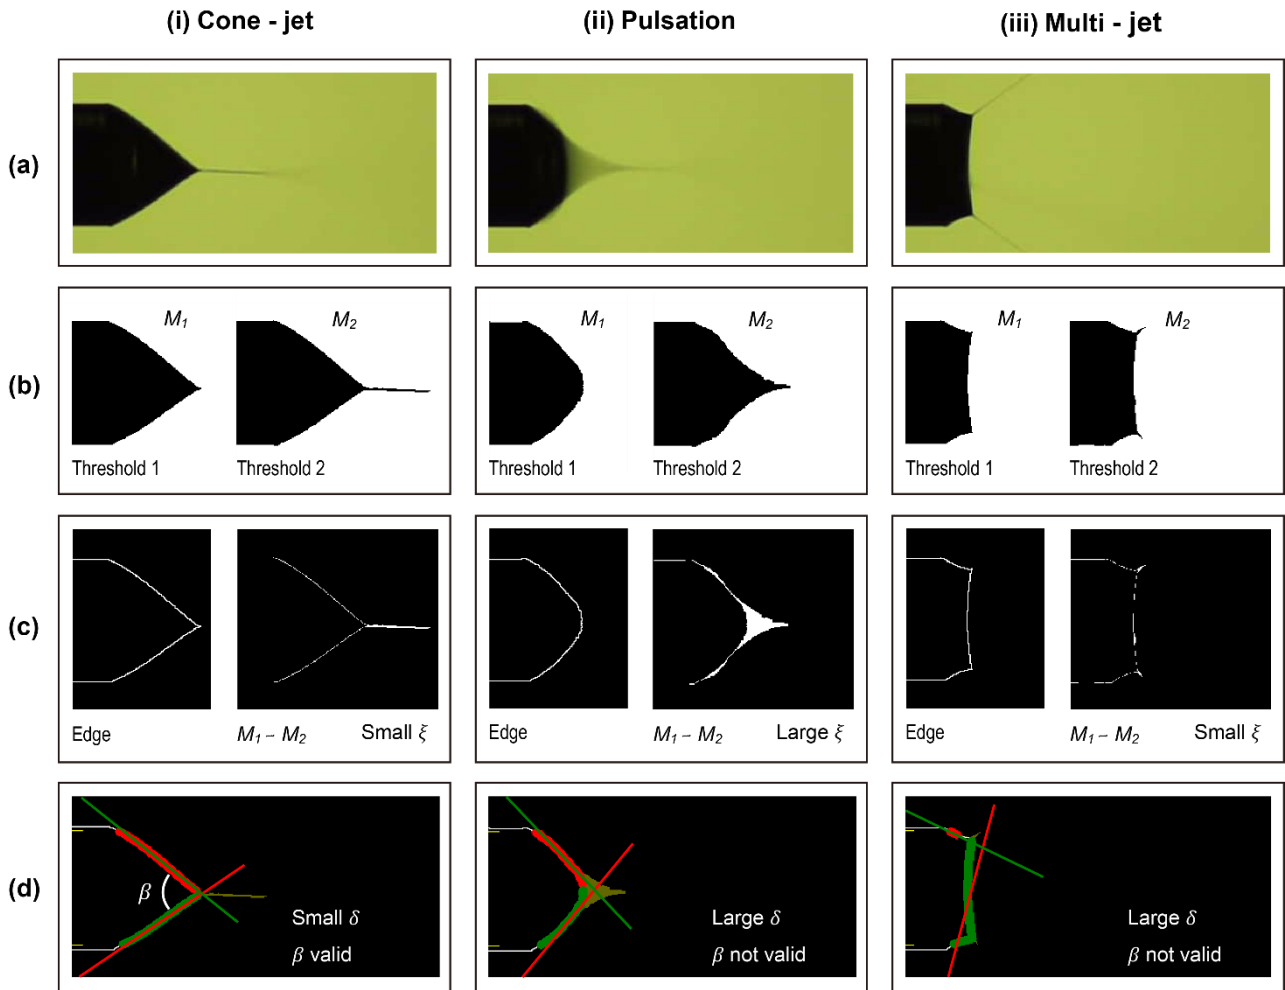 (i) Cone - jet
(ii) Pulsation
(iii) Multi - jet
(a)
(b)
M₁
M₂
Threshold 1
Threshold 2
M₁
M₂
Threshold 1
Threshold 2
M₁
M₂
Threshold 1
Threshold 2
(c)
Edge
M₁ – M₂
Small ξ
Edge
M₁ – M₂
Large ξ
Edge
M₁ – M₂
Small ξ
(d)
β
Small δ
β valid
Large δ
β not valid
Large δ
β not valid